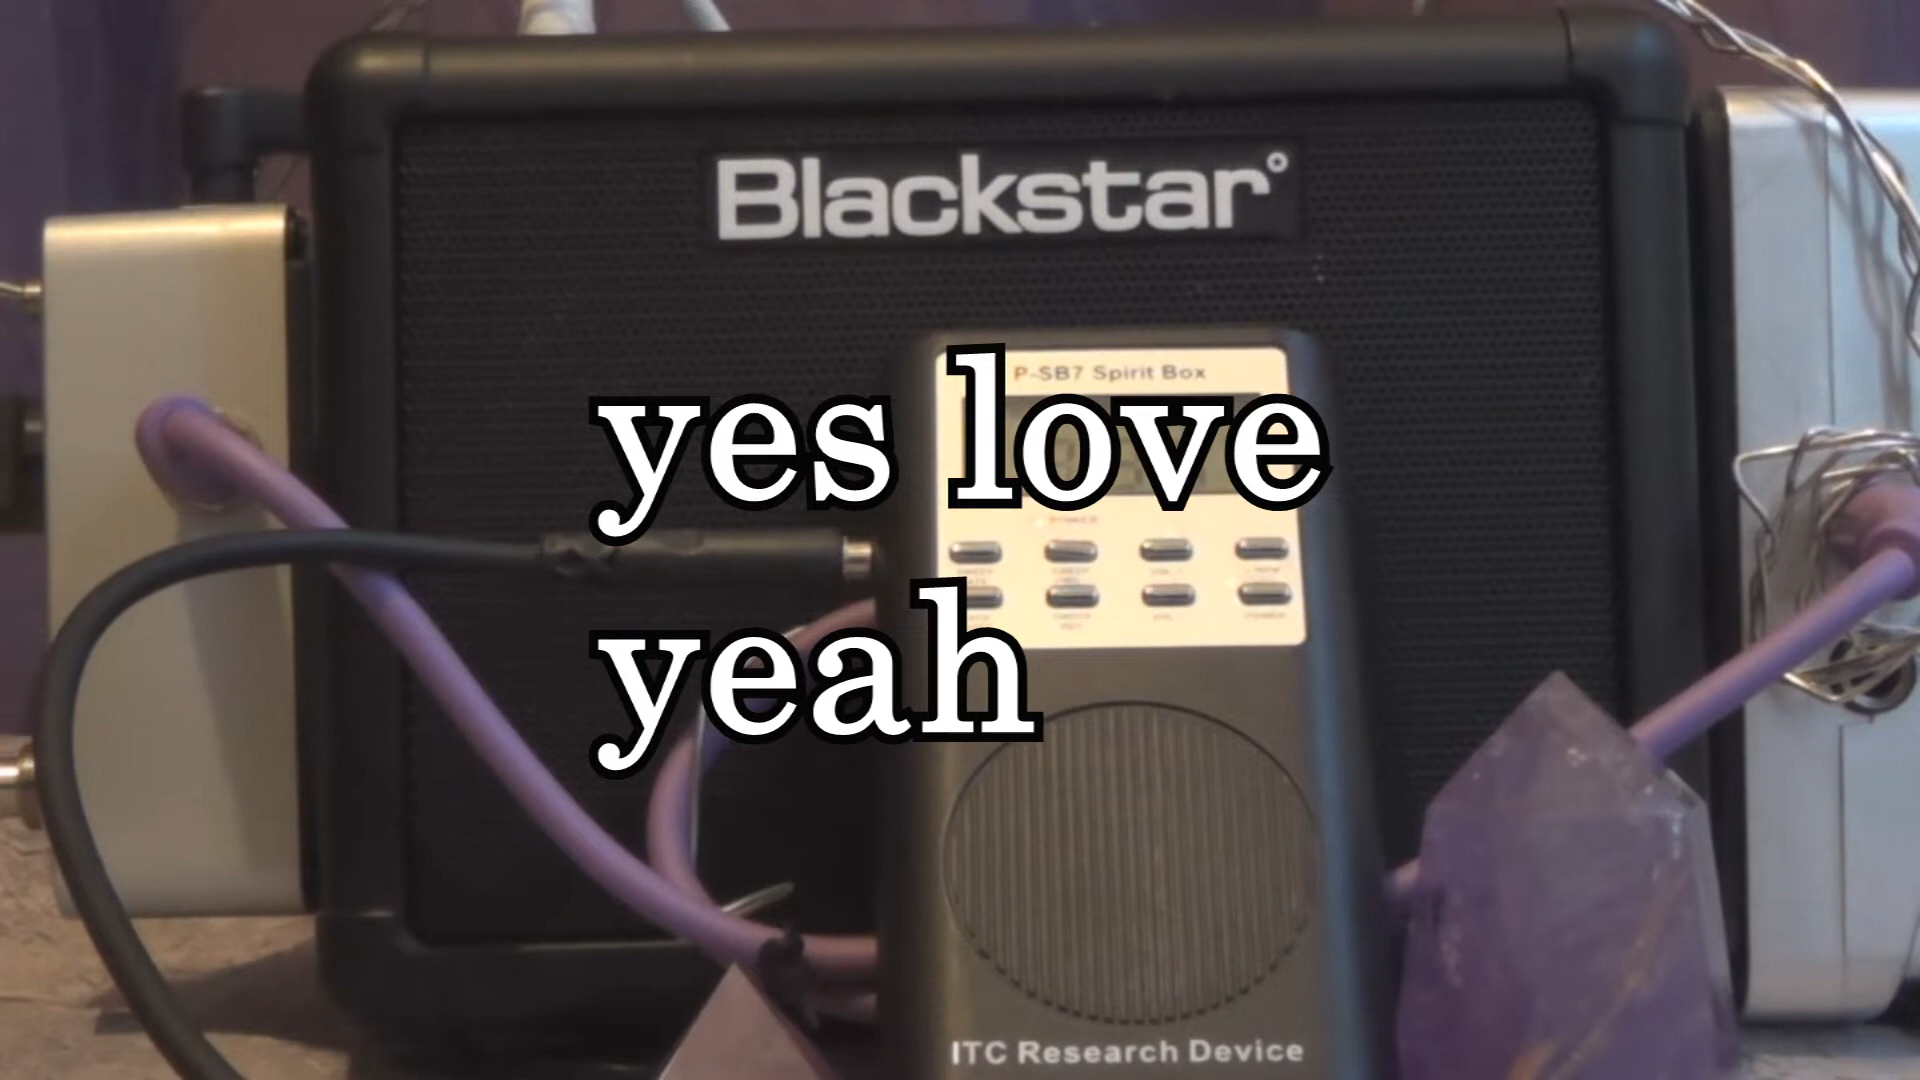 Blackstar
P-SB7 Spirit Box
yes love
yeah
ITC Research Device